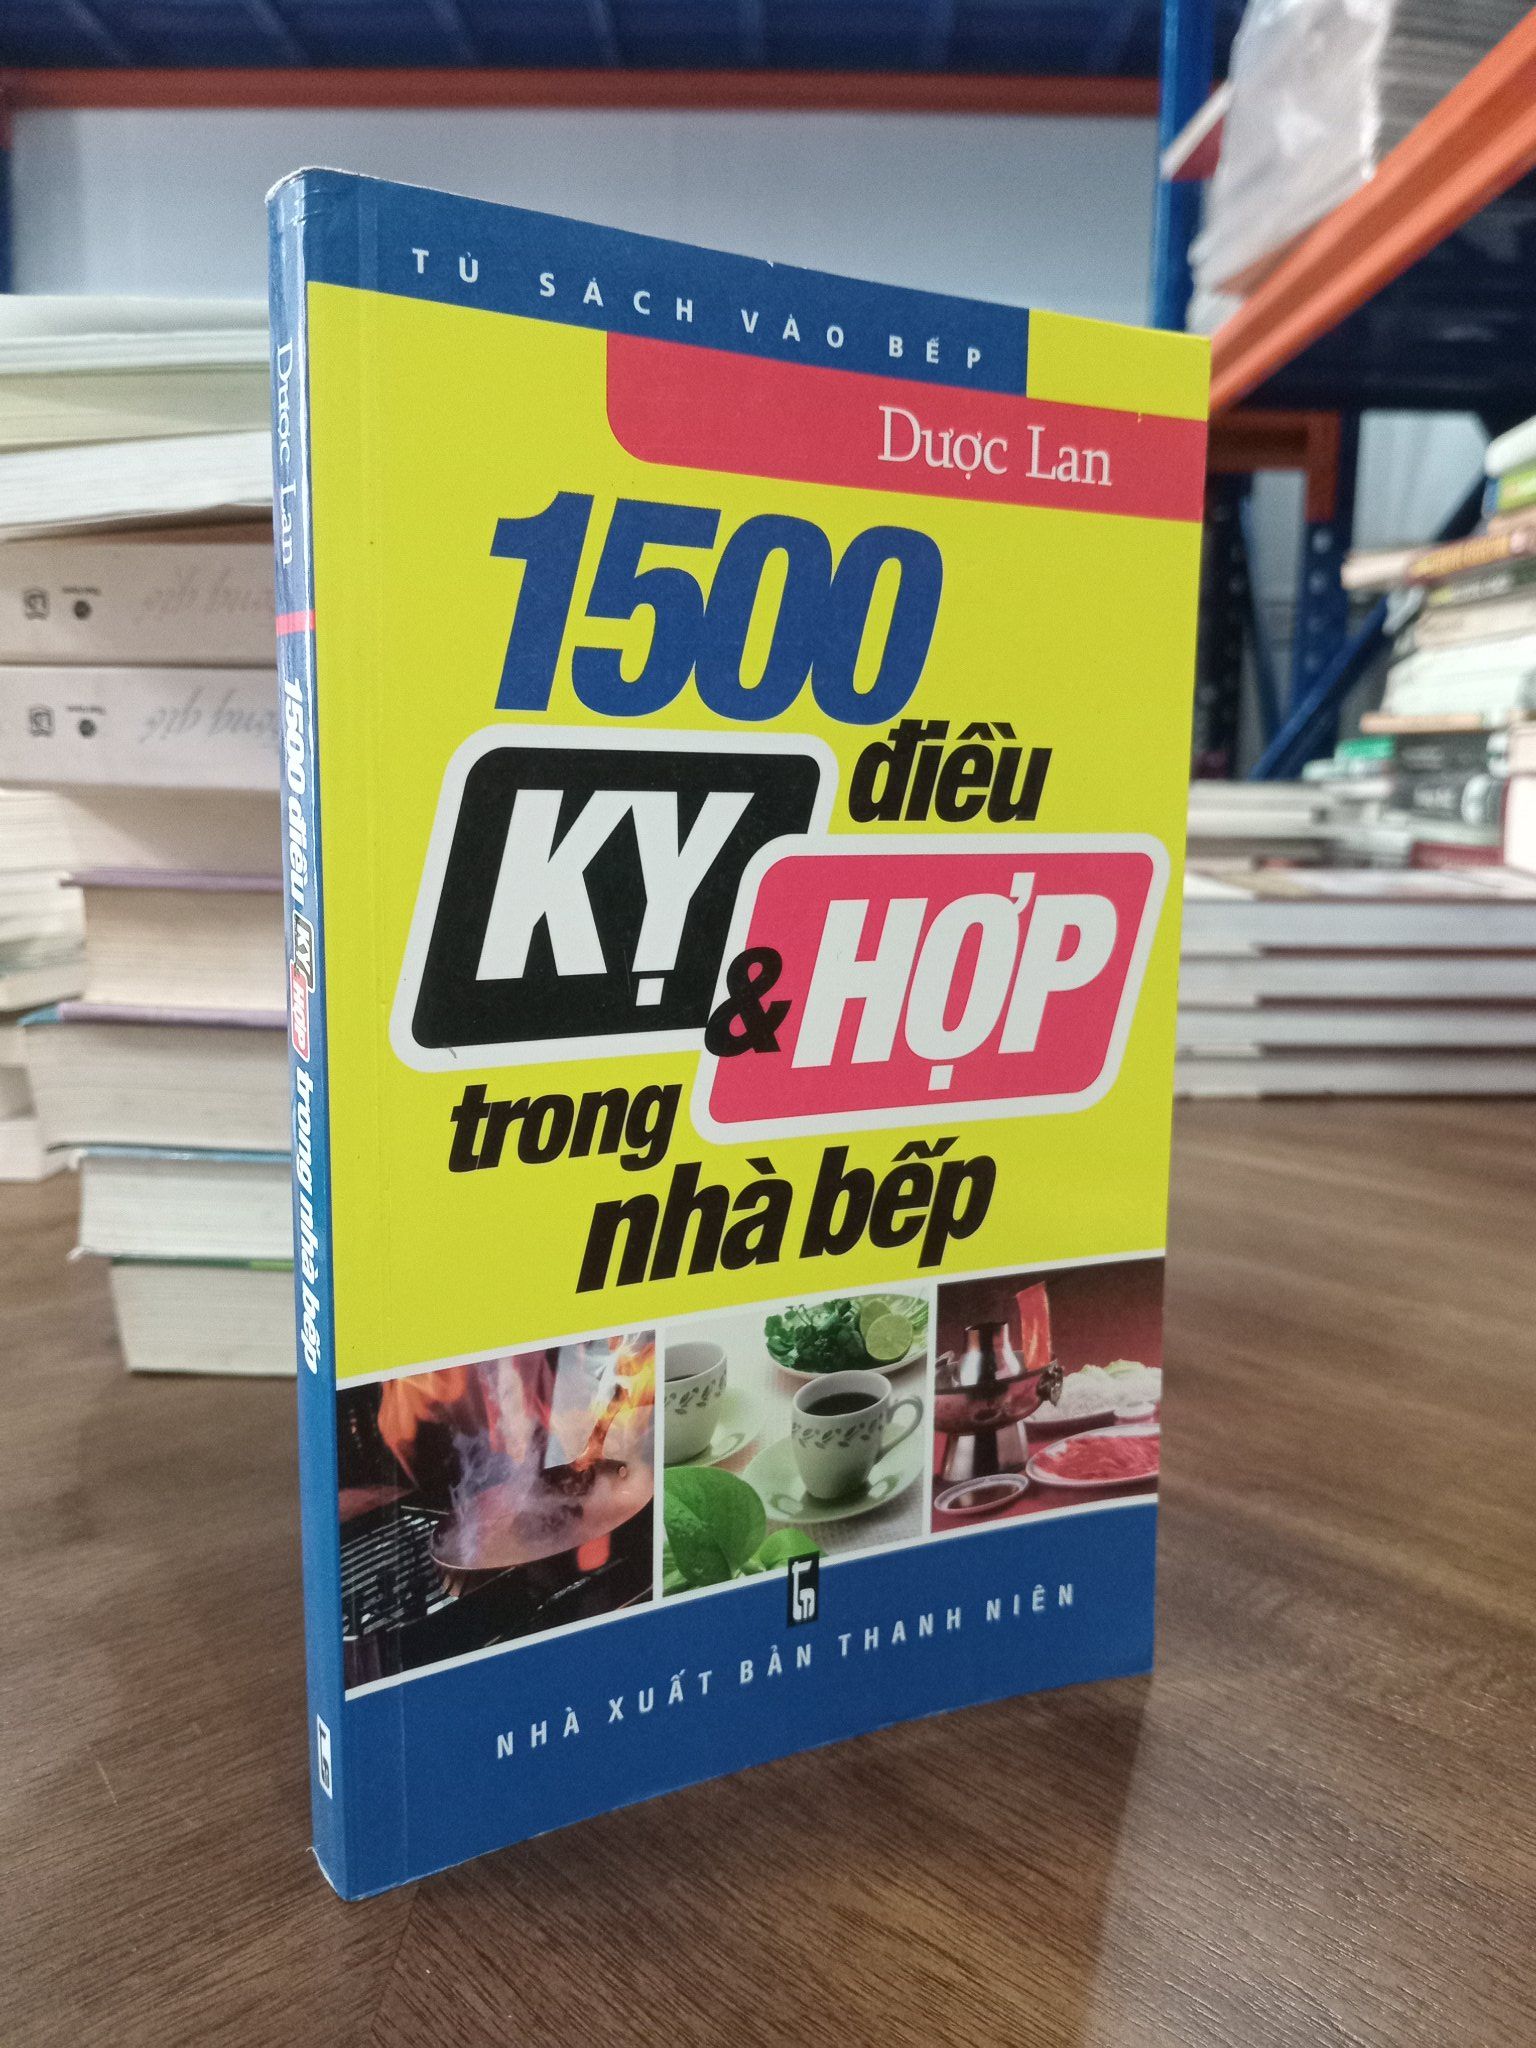 TỦ SÁCH VÀO BẾP
Dược Lan
1500
điều
KỴ
& HỢP
trong
nhà bếp
NHÀ XUẤT BẢN THANH NIÊN
Dược Lan
1500 điều KỴ HỢP trong nhà bếp